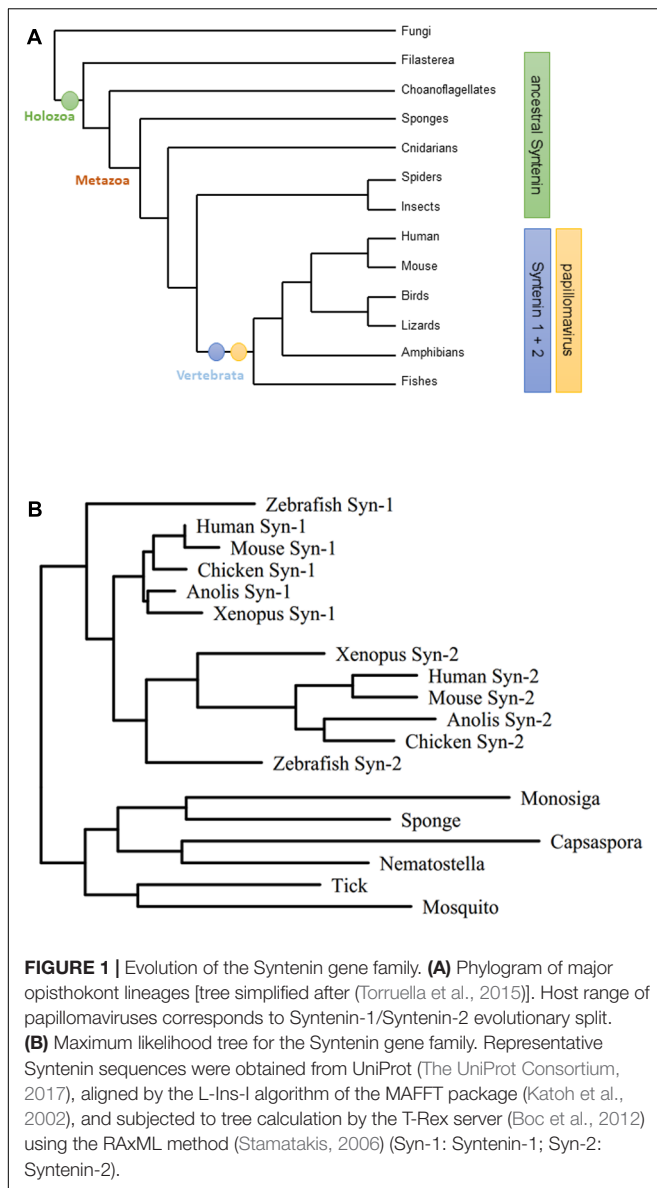 A
Fungi
Filasterea
Choanoflagellates
Holozoa
Sponges
Cnidarians
Metazoa
Spiders
Insects
ancestral Syntenin
Human
Mouse
Birds
Lizards
Amphibians
Vertebrata
Fishes
Syntenin 1 + 2
papillomavirus
B
Zebrafish Syn-1
Human Syn-1
Mouse Syn-1
Chicken Syn-1
Anolis Syn-1
Xenopus Syn-1
Xenopus Syn-2
Human Syn-2
Mouse Syn-2
Anolis Syn-2
Chicken Syn-2
Zebrafish Syn-2
Monosiga
Sponge
Capsaspora
Nematostella
Tick
Mosquito
FIGURE 1 | Evolution of the Syntenin gene family. (A) Phylogram of major
opisthokont lineages [tree simplified after (Torruella et al., 2015)]. Host range of
papillomaviruses corresponds to Syntenin-1/Syntenin-2 evolutionary split.
(B) Maximum likelihood tree for the Syntenin gene family. Representative
Syntenin sequences were obtained from UniProt (The UniProt Consortium,
2017), aligned by the L-Ins-I algorithm of the MAFFT package (Katoh et al.,
2002), and subjected to tree calculation by the T-Rex server (Boc et al., 2012)
using the RAxML method (Stamatakis, 2006) (Syn-1: Syntenin-1; Syn-2:
Syntenin-2).